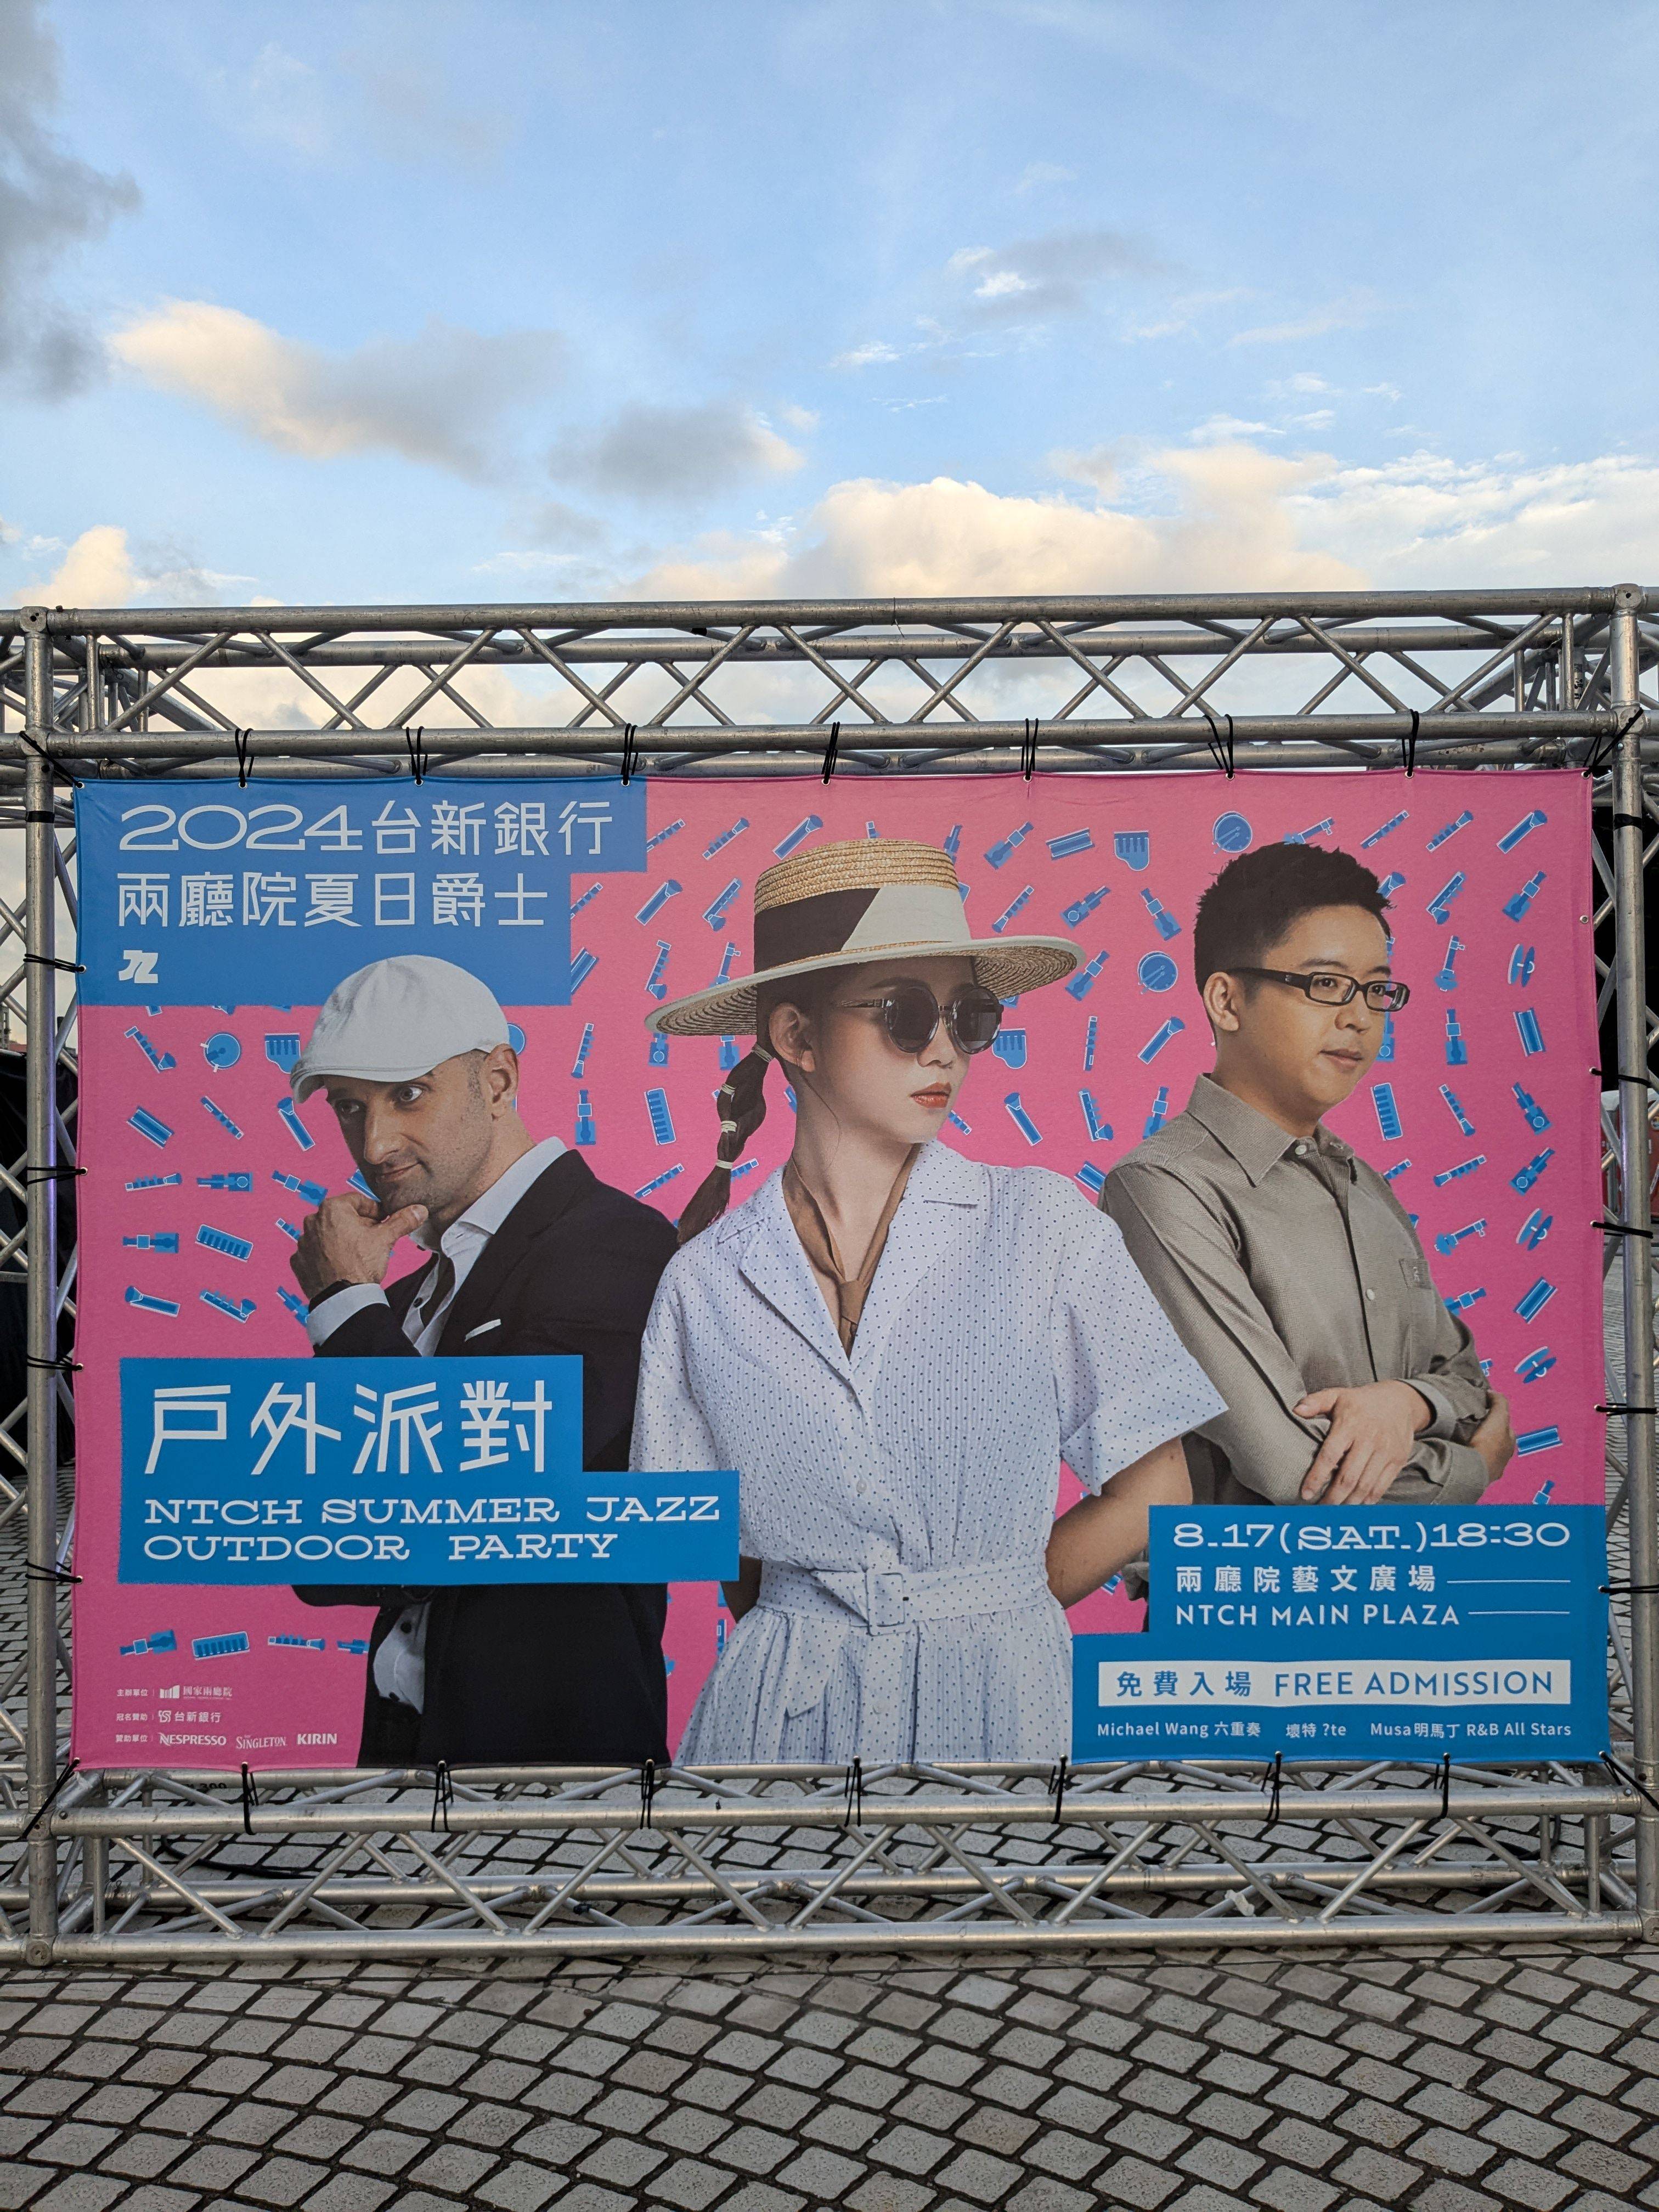 2024台新銀行
兩廳院夏日爵士
戶外派對
NTCH SUMMER JAZZ
OUTDOOR PARTY
8.17(SAT.)18:30
兩廳院藝文廣場
NTCH MAIN PLAZA
免費入場 FREE ADMISSION
Michael Wang 六重奏 壞特 ?te Musa明馬丁 R&B All Stars
主辦單位 國家兩廳院
冠名贊助 台新銀行
贊助單位 NESPRESSO SINGLETON KIRIN